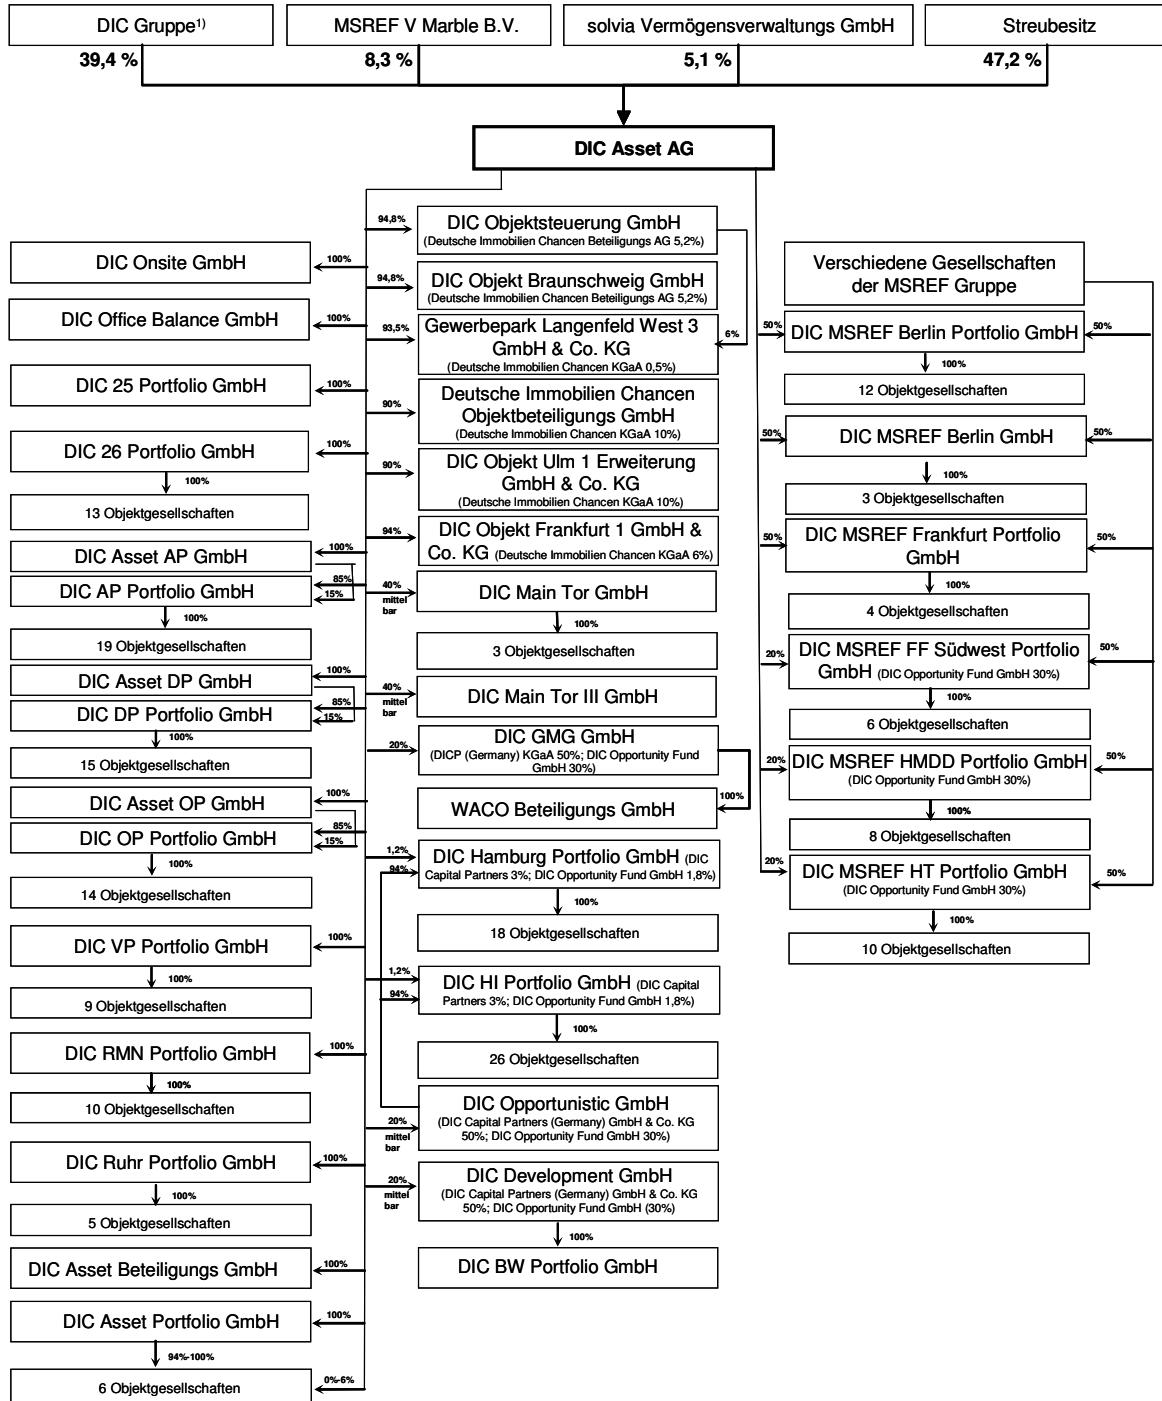 DIC Gruppe1)
MSREF V Marble B.V.
solvia Vermögensverwaltungs GmbH
Streubesitz
39,4 %
8,3 %
5,1 %
47,2 %
DIC Asset AG
DIC Onsite GmbH
100%
DIC Office Balance GmbH
100%
DIC 25 Portfolio GmbH
100%
DIC 26 Portfolio GmbH
100%
100%
13 Objektgesellschaften
DIC Asset AP GmbH
100%
DIC AP Portfolio GmbH
85%
15%
100%
19 Objektgesellschaften
DIC Asset DP GmbH
100%
DIC DP Portfolio GmbH
85%
15%
100%
15 Objektgesellschaften
DIC Asset OP GmbH
100%
DIC OP Portfolio GmbH
85%
15%
100%
14 Objektgesellschaften
DIC VP Portfolio GmbH
100%
100%
9 Objektgesellschaften
DIC RMN Portfolio GmbH
100%
100%
10 Objektgesellschaften
DIC Ruhr Portfolio GmbH
100%
100%
5 Objektgesellschaften
DIC Asset Beteiligungs GmbH
100%
DIC Asset Portfolio GmbH
100%
94%-100%
6 Objektgesellschaften
0%-6%
94,8%
DIC Objektsteuerung GmbH
(Deutsche Immobilien Chancen Beteiligungs AG 5,2%)
94,8%
DIC Objekt Braunschweig GmbH
(Deutsche Immobilien Chancen Beteiligungs AG 5,2%)
93,5%
Gewerbepark Langenfeld West 3
GmbH & Co. KG
(Deutsche Immobilien Chancen KGaA 0,5%)
6%
90%
Deutsche Immobilien Chancen
Objektbeteiligungs GmbH
(Deutsche Immobilien Chancen KGaA 10%)
90%
DIC Objekt Ulm 1 Erweiterung
GmbH & Co. KG
(Deutsche Immobilien Chancen KGaA 10%)
94%
DIC Objekt Frankfurt 1 GmbH &
Co. KG (Deutsche Immobilien Chancen KGaA 6%)
40%
mittel
bar
DIC Main Tor GmbH
100%
3 Objektgesellschaften
40%
mittel
bar
DIC Main Tor III GmbH
20%
DIC GMG GmbH
(DICP (Germany) KGaA 50%; DIC Opportunity Fund
GmbH 30%)
100%
WACO Beteiligungs GmbH
1,2%
94%
DIC Hamburg Portfolio GmbH (DIC
Capital Partners 3%; DIC Opportunity Fund GmbH 1,8%)
100%
18 Objektgesellschaften
1,2%
94%
DIC HI Portfolio GmbH (DIC Capital
Partners 3%; DIC Opportunity Fund GmbH 1,8%)
100%
26 Objektgesellschaften
20%
mittel
bar
DIC Opportunistic GmbH
(DIC Capital Partners (Germany) GmbH & Co. KG
50%; DIC Opportunity Fund GmbH 30%)
20%
mittel
bar
DIC Development GmbH
(DIC Capital Partners (Germany) GmbH & Co. KG
50%; DIC Opportunity Fund GmbH (30%)
100%
DIC BW Portfolio GmbH
Verschiedene Gesellschaften
der MSREF Gruppe
50%
DIC MSREF Berlin Portfolio GmbH
50%
100%
12 Objektgesellschaften
50%
DIC MSREF Berlin GmbH
50%
100%
3 Objektgesellschaften
50%
DIC MSREF Frankfurt Portfolio
GmbH
50%
100%
4 Objektgesellschaften
20%
DIC MSREF FF Südwest Portfolio
GmbH (DIC Opportunity Fund GmbH 30%)
50%
100%
6 Objektgesellschaften
20%
DIC MSREF HMDD Portfolio GmbH
(DIC Opportunity Fund GmbH 30%)
50%
100%
8 Objektgesellschaften
20%
DIC MSREF HT Portfolio GmbH
(DIC Opportunity Fund GmbH 30%)
50%
100%
10 Objektgesellschaften